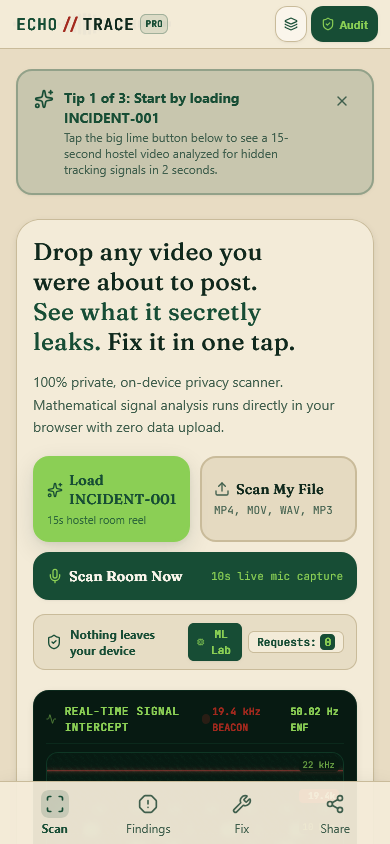 ECHO // TRACE PRO
Audit
Tip 1 of 3: Start by loading
INCIDENT-001
Tap the big lime button below to see a 15-
second hostel video analyzed for hidden
tracking signals in 2 seconds.
Drop any video you
were about to post.
See what it secretly
leaks. Fix it in one tap.
100% private, on-device privacy scanner.
Mathematical signal analysis runs directly in your
browser with zero data upload.
Load
INCIDENT-001
15s hostel room reel
Scan My File
MP4, MOV, WAV, MP3
Scan Room Now 10s live mic capture
Nothing leaves
your device
ML
Lab
Requests: 0
REAL-TIME SIGNAL
INTERCEPT
19.4 kHz
BEACON
50.02 Hz
ENF
22 kHz
Scan
Findings
Fix
Share